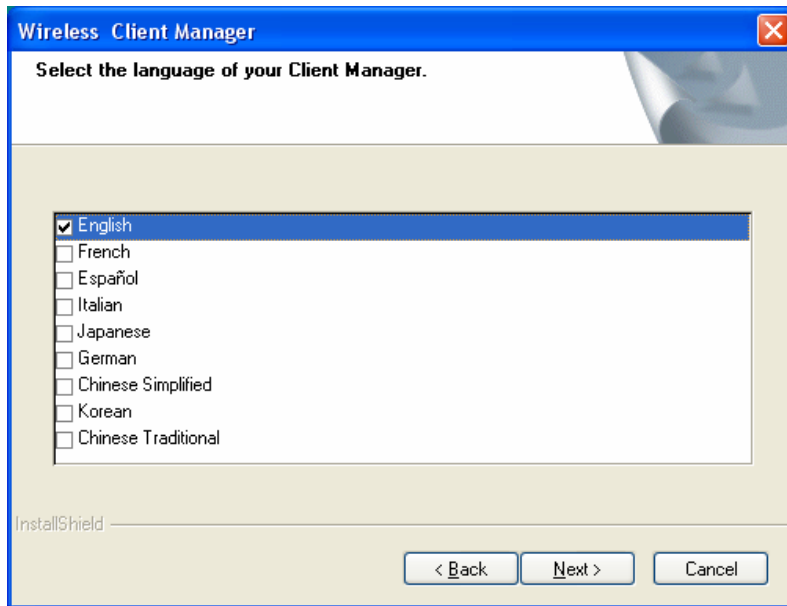 Wireless Client Manager
Select the language of your Client Manager.
English
French
Español
Italian
Japanese
German
Chinese Simplified
Korean
Chinese Traditional
InstallShield
< Back Next > Cancel